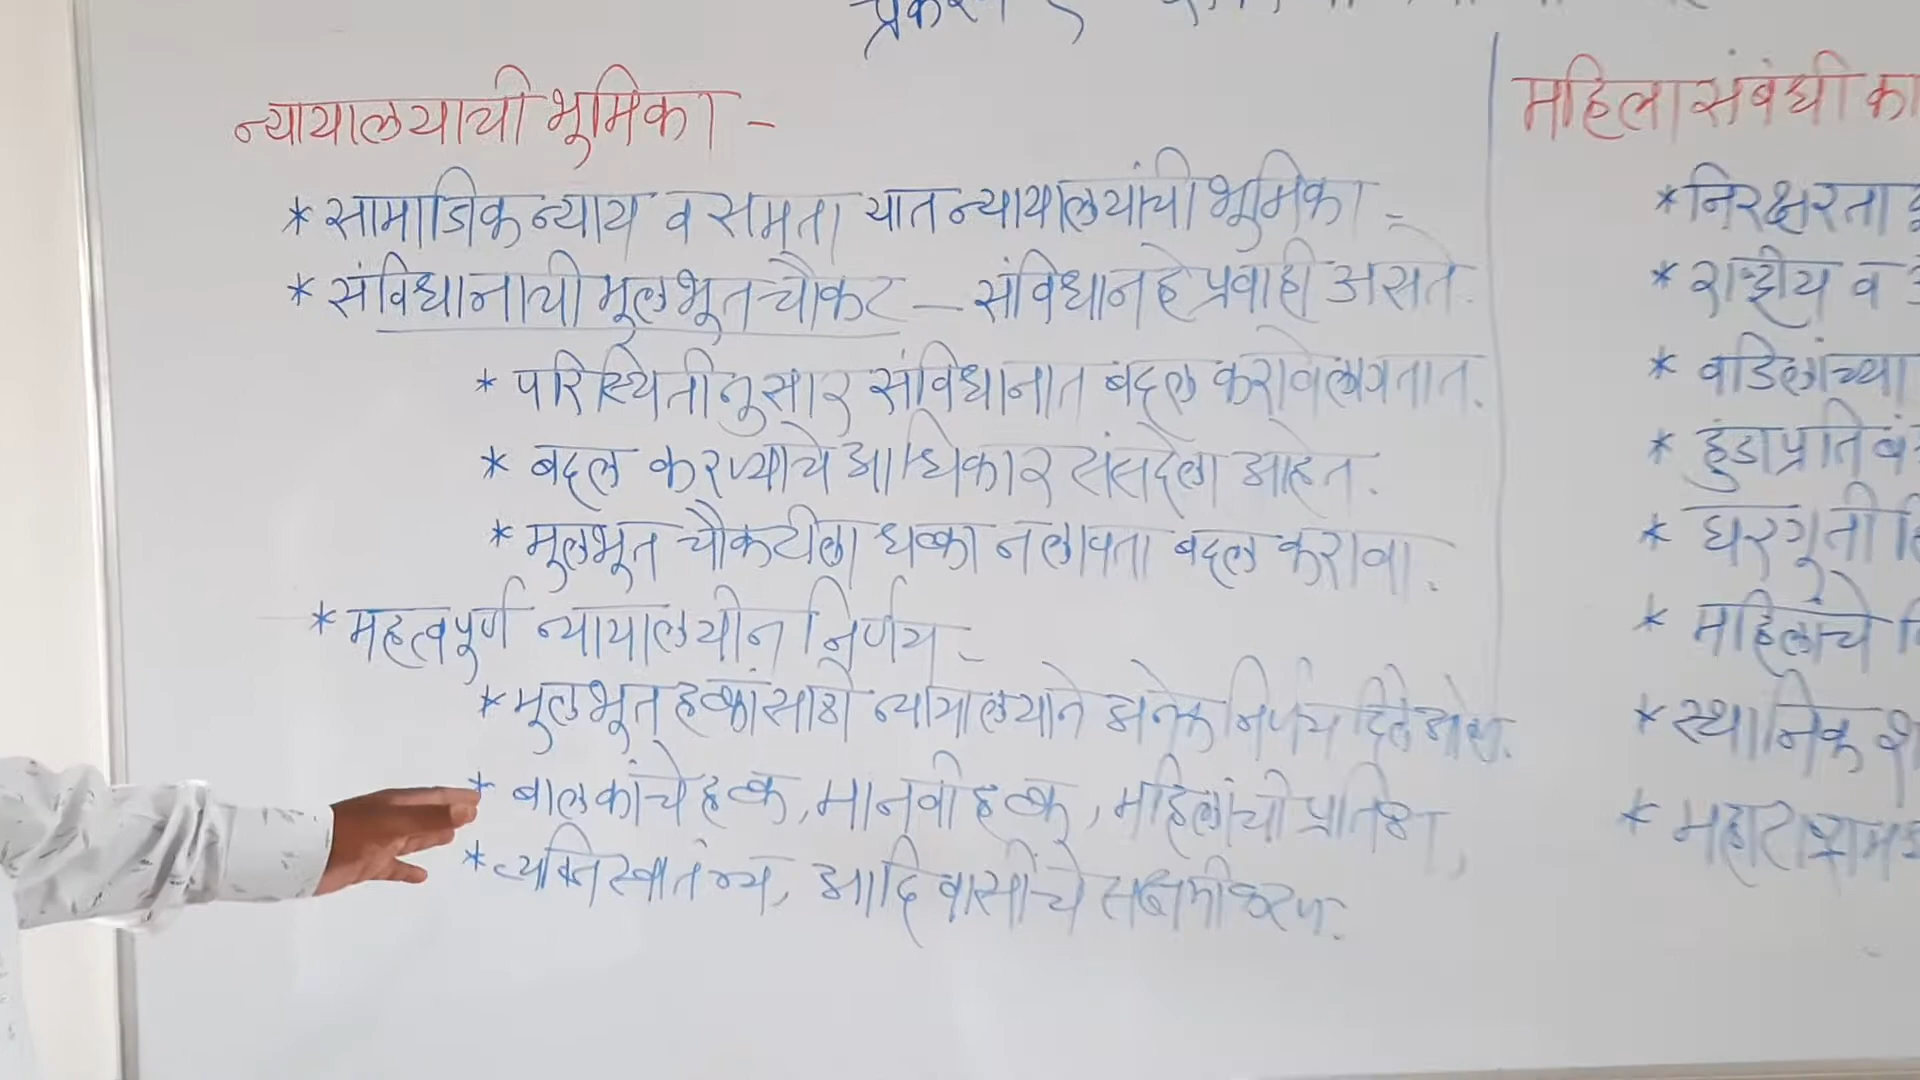 न्यायालयाची भूमिका -
* सामाजिक न्याय व समता यात न्यायालयांची भूमिका -
* संविधानाची मूलभूत चौकट - संविधान हे प्रवाही असते.
* परिस्थितीनुसार संविधानात बदल करावे लागतात.
* बदल करण्याचे अधिकार संसदेला आहेत.
* मुलभूत चौकटीला धक्का न लावता बदल करावा.
* महत्वपूर्ण न्यायालयीन निर्णय -
* मुलभूत हक्कांसाठी न्यायालयाने अनेक निर्णय दिले आहेत.
* बालकांचे हक्क, मानवी हक्क, महिलांची प्रतिष्ठा,
* व्यक्तिस्वातंत्र्य, आदिवासींचे सक्षमीकरण.
महिलासंबंधी का
* निरक्षरता
* राष्ट्रीय व
* वडिलांच्या
* हुंडाप्रतिबं
* घरगुती
* महिलांचे
* स्थानिक